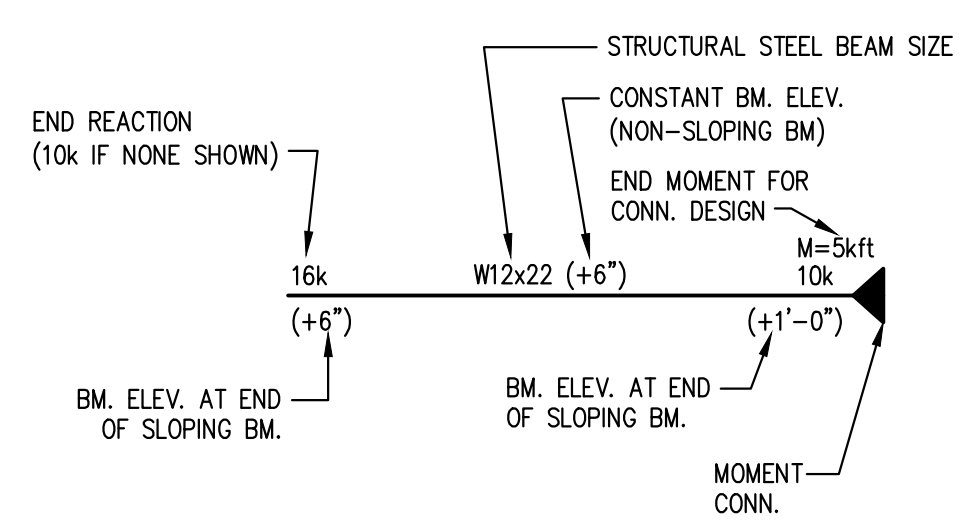 STRUCTURAL STEEL BEAM SIZE
CONSTANT BM. ELEV.
(NON-SLOPING BM)
END REACTION
(10k IF NONE SHOWN)
END MOMENT FOR
CONN. DESIGN
M=5kft
16k
W12x22 (+6")
10k
(+6")
(+1'-0")
BM. ELEV. AT END
OF SLOPING BM.
BM. ELEV. AT END
OF SLOPING BM.
MOMENT
CONN.